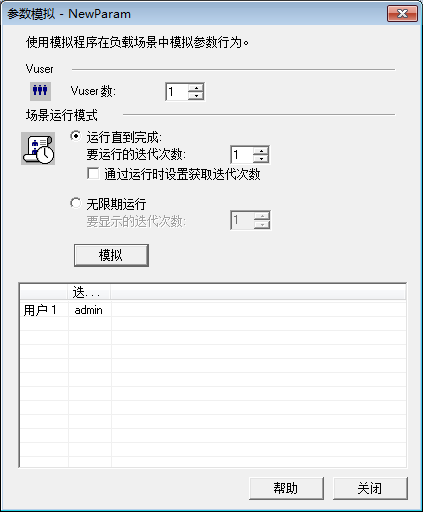 参数模拟 - NewParam
使用模拟程序在负载场景中模拟参数行为。
Vuser
Vuser 数: 1
场景运行模式
运行直到完成:
要运行的迭代次数: 1
通过运行时设置获取迭代次数
无限期运行
要显示的迭代次数: 1
模拟
迭...
用户 1 admin
帮助 关闭